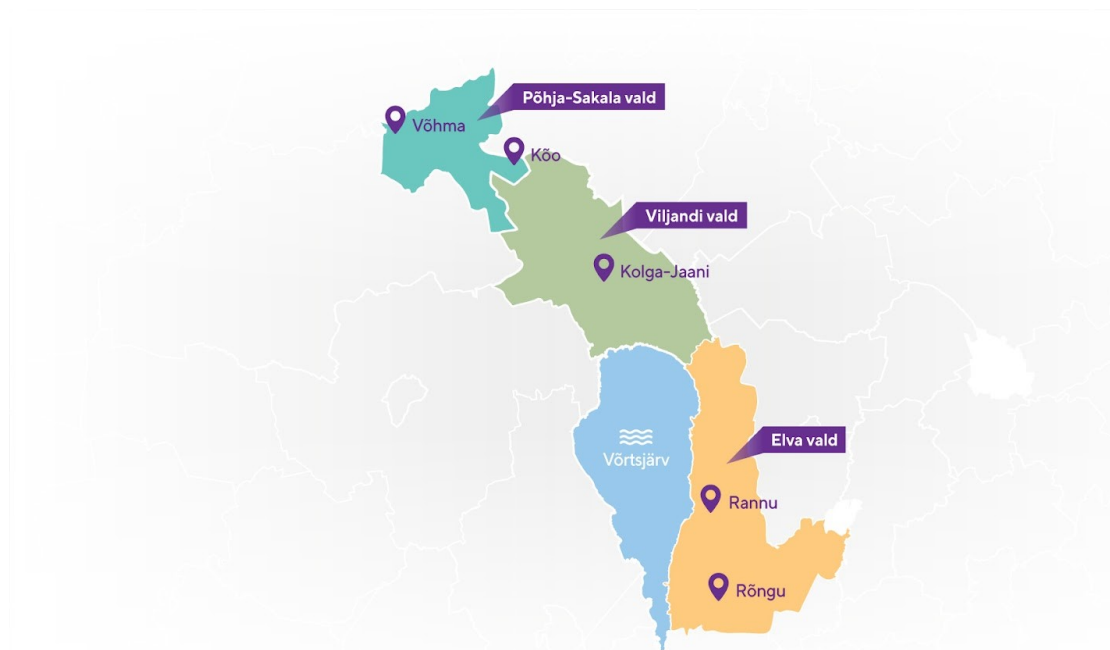 Põhja-Sakala vald
Võhma
Kõo
Viljandi vald
Kolga-Jaani
Elva vald
Võrtsjärv
Rannu
Rõngu